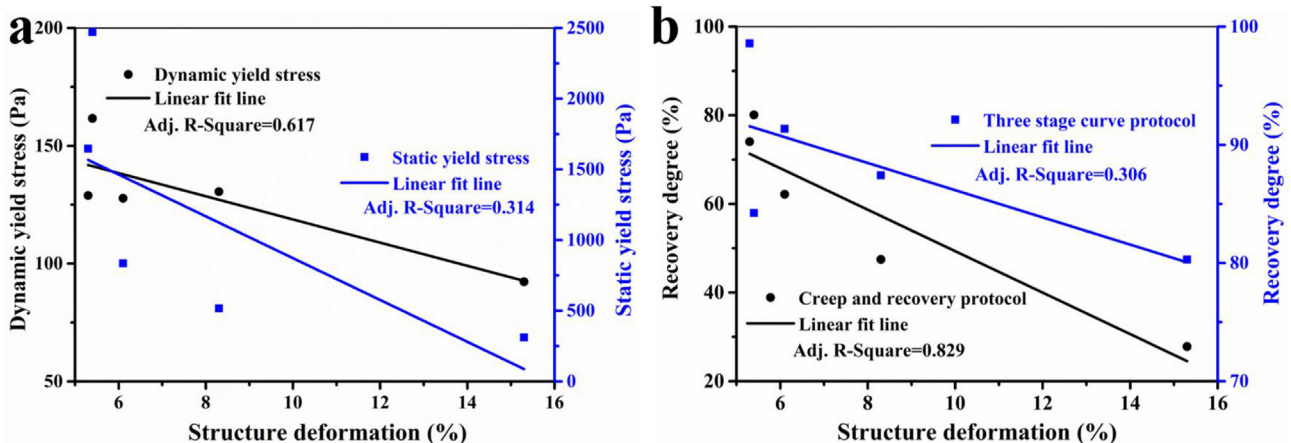 a
200
150
100
50
Dynamic yield stress (Pa)
Dynamic yield stress
Linear fit line
Adj. R-Square=0.617
Static yield stress
Linear fit line
Adj. R-Square=0.314
2500
2000
1500
1000
500
0
Static yield stress (Pa)
6 8 10 12 14 16
Structure deformation (%)
b
100
80
60
40
20
Recovery degree (%)
Three stage curve protocol
Linear fit line
Adj. R-Square=0.306
Creep and recovery protocol
Linear fit line
Adj. R-Square=0.829
100
90
80
70
Recovery degree (%)
6 8 10 12 14 16
Structure deformation (%)